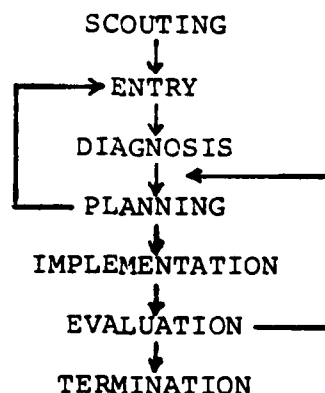 SCOUTING
ENTRY
DIAGNOSIS
PLANNING
IMPLEMENTATION
EVALUATION
TERMINATION